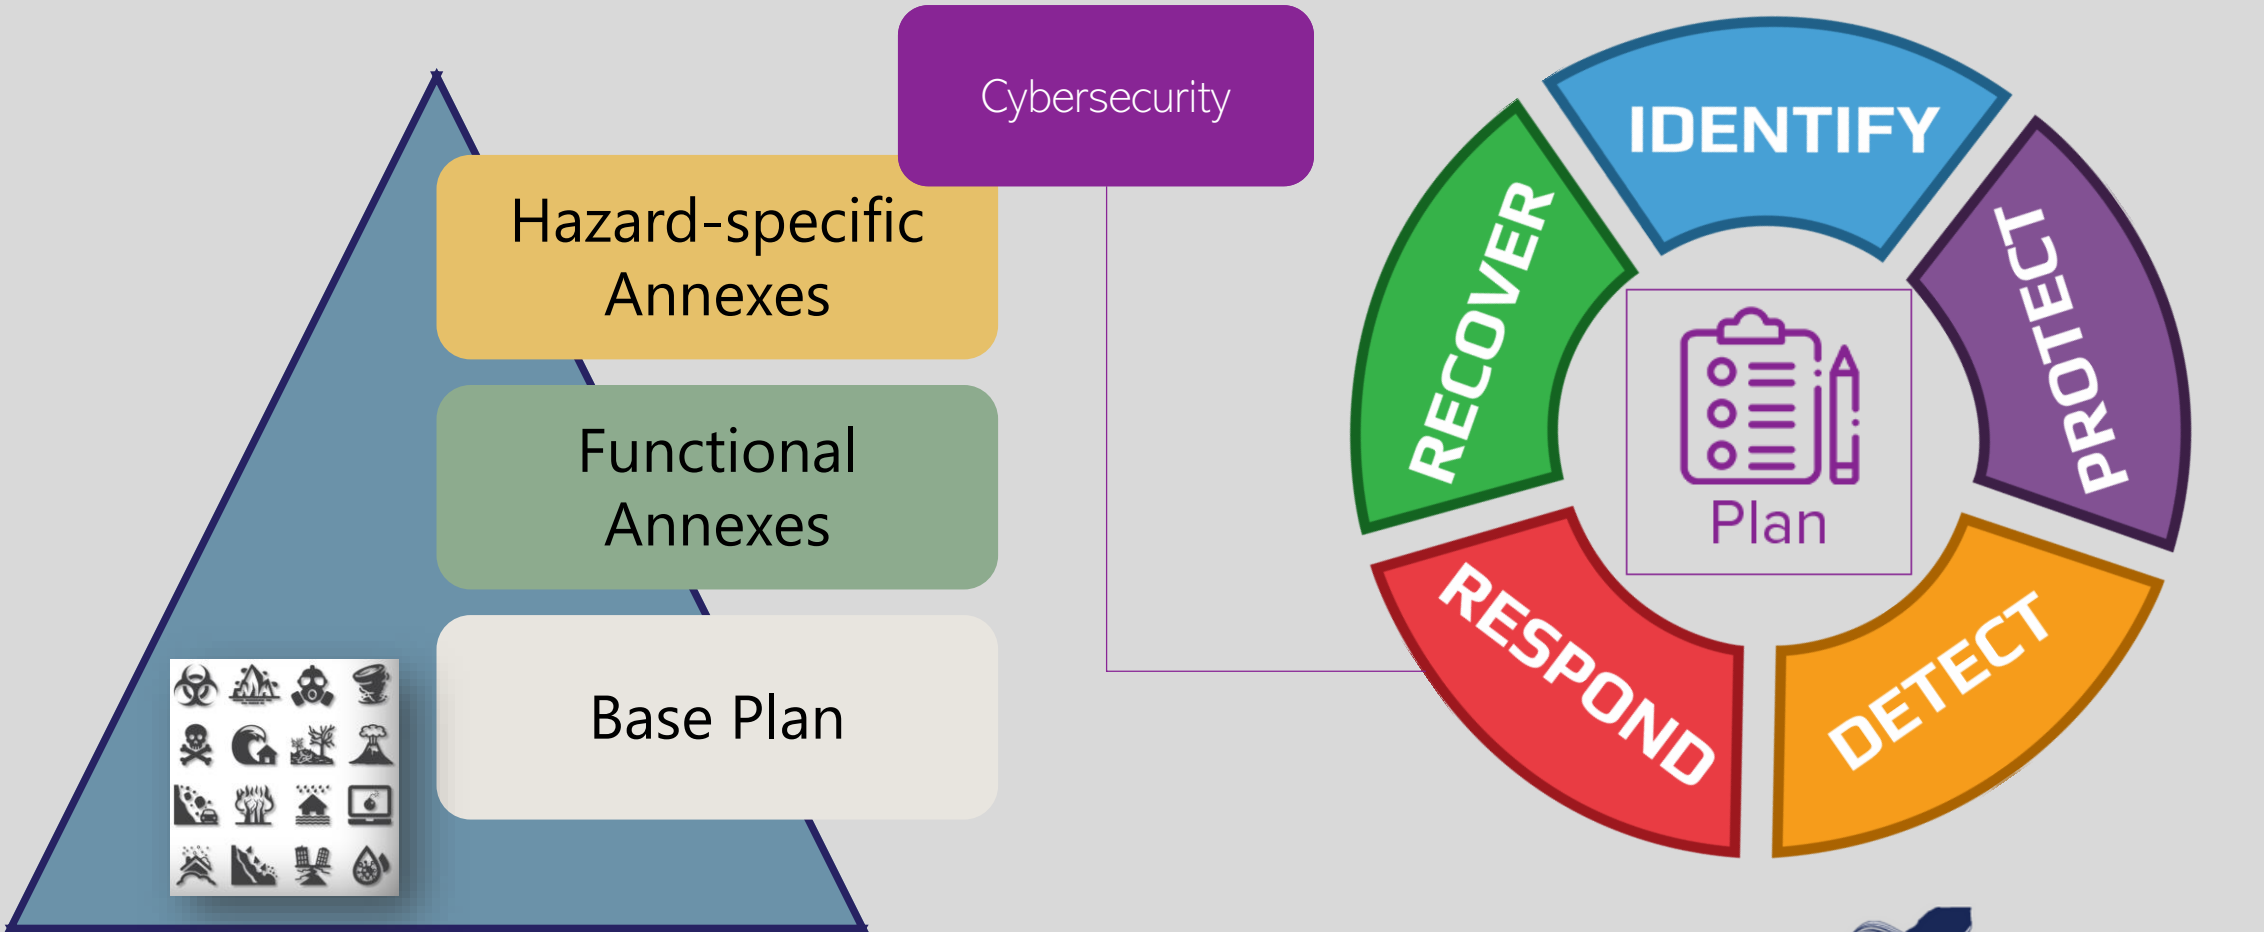 Cybersecurity
Hazard-specific
Annexes
Functional
Annexes
Base Plan
IDENTIFY
PROTECT
DETECT
RESPOND
RECOVER
Plan